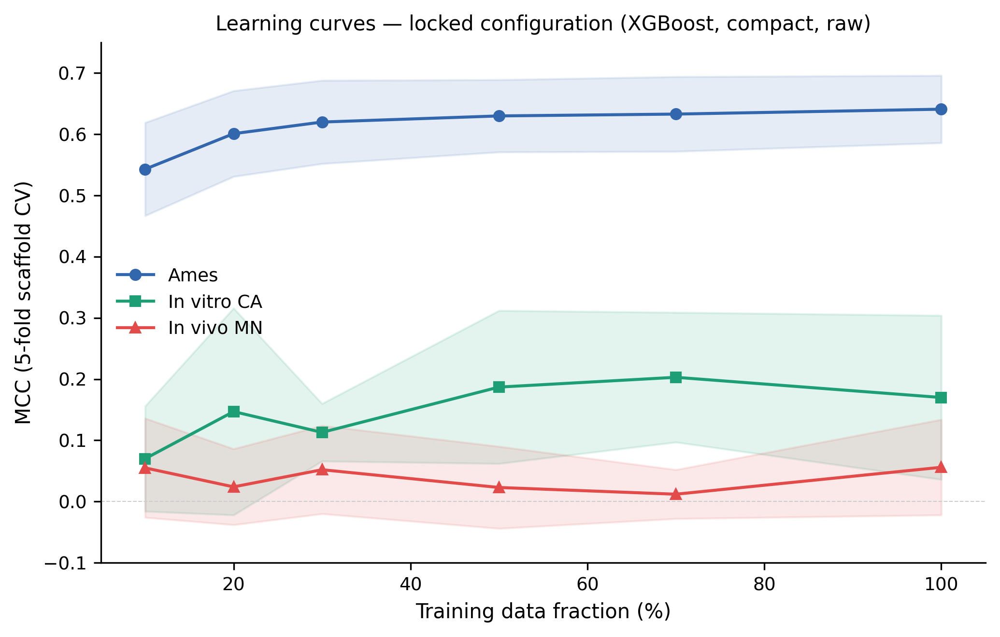 Learning curves — locked configuration (XGBoost, compact, raw)
MCC (5-fold scaffold CV)
0.7
0.6
0.5
0.4
0.3
0.2
0.1
0.0
−0.1
Ames
In vitro CA
In vivo MN
20 40 60 80 100
Training data fraction (%)